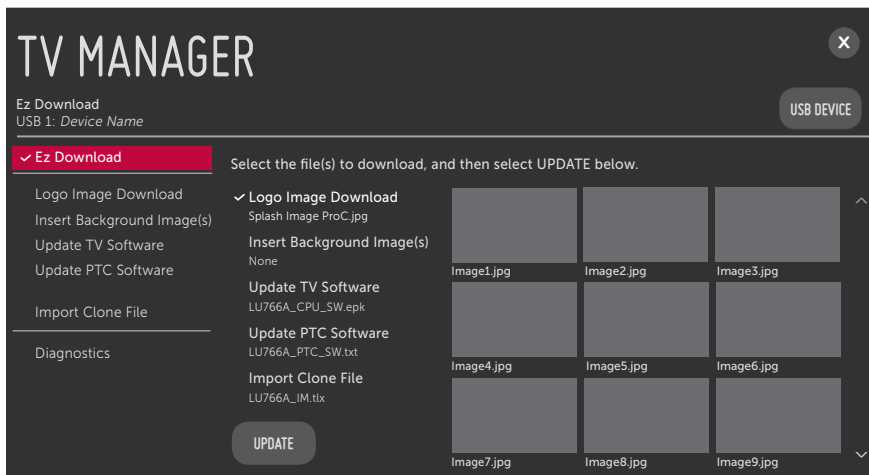 TV MANAGER
X
Ez Download
USB 1: Device Name
USB DEVICE
Ez Download
Logo Image Download
Insert Background Image(s)
Update TV Software
Update PTC Software
Import Clone File
Diagnostics
Select the file(s) to download, and then select UPDATE below.
Logo Image Download
Splash Image ProC.jpg
Insert Background Image(s)
None
Update TV Software
LU766A_CPU_SW.epk
Update PTC Software
LU766A_PTC_SW.txt
Import Clone File
LU766A_IM.tlx
UPDATE
Image1.jpg
Image2.jpg
Image3.jpg
Image4.jpg
Image5.jpg
Image6.jpg
Image7.jpg
Image8.jpg
Image9.jpg